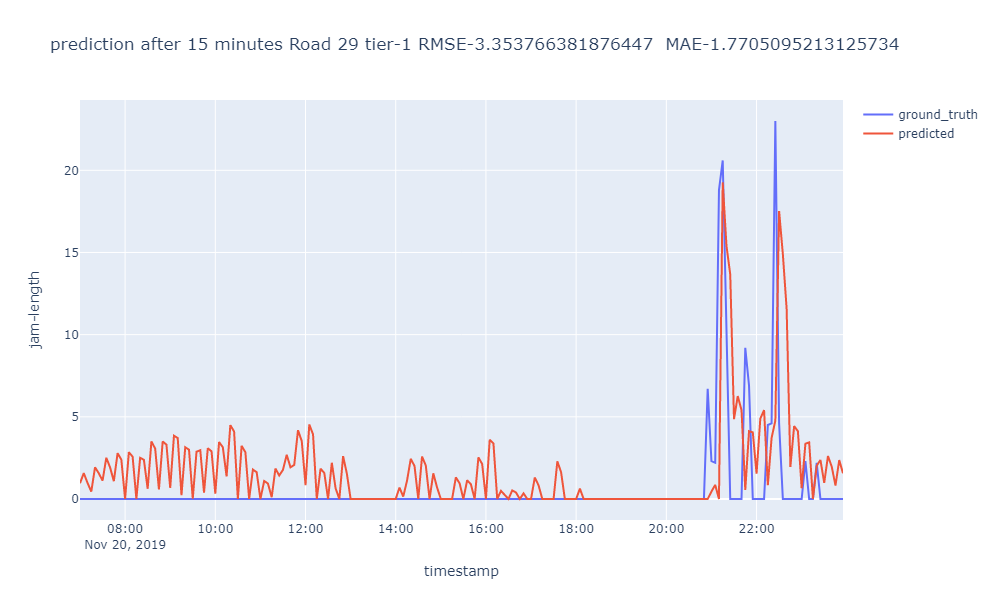 prediction after 15 minutes Road 29 tier-1 RMSE-3.353766381876447  MAE-1.7705095213125734
ground_truth
predicted
20
15
10
5
0
jam-length
08:00 10:00 12:00 14:00 16:00 18:00 20:00 22:00
Nov 20, 2019
timestamp